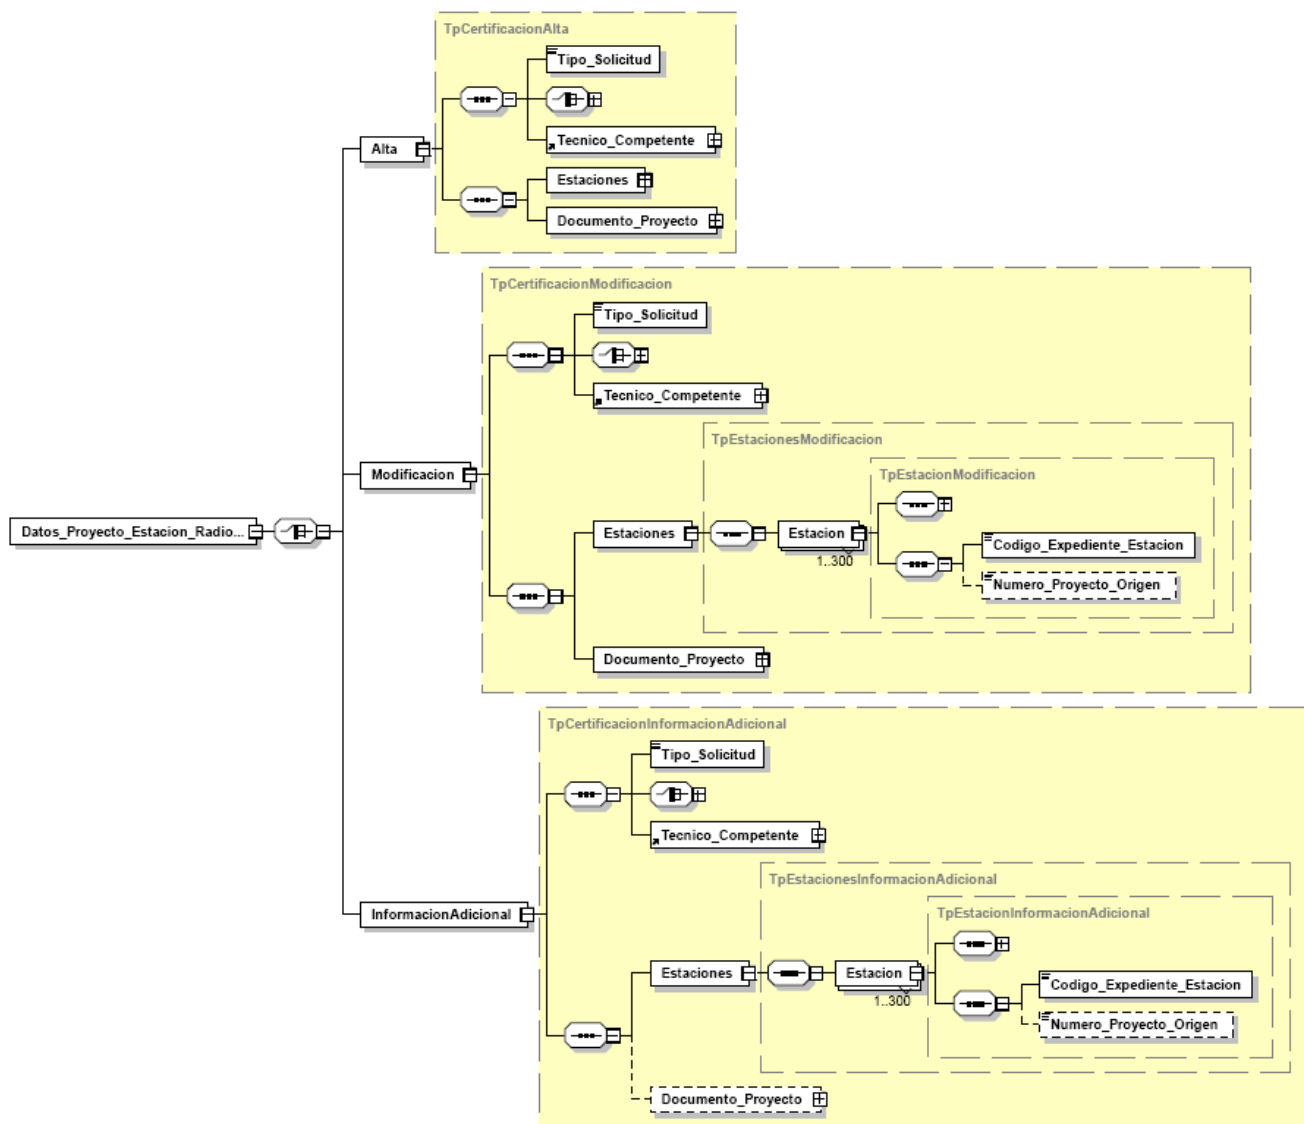 TpCertificacionAlta
Tipo_Solicitud
Tecnico_Competente
Alta
Estaciones
Documento_Proyecto
TpCertificacionModificacion
Tipo_Solicitud
Tecnico_Competente
TpEstacionesModificacion
TpEstacionModificacion
Modificacion
Datos_Proyecto_Estacion_Radio...
Estaciones
Estacion
1..300
Codigo_Expediente_Estacion
Numero_Proyecto_Origen
Documento_Proyecto
TpCertificacionInformacionAdicional
Tipo_Solicitud
Tecnico_Competente
TpEstacionesInformacionAdicional
TpEstacionInformacionAdicional
InformacionAdicional
Estaciones
Estacion
1..300
Codigo_Expediente_Estacion
Numero_Proyecto_Origen
Documento_Proyecto